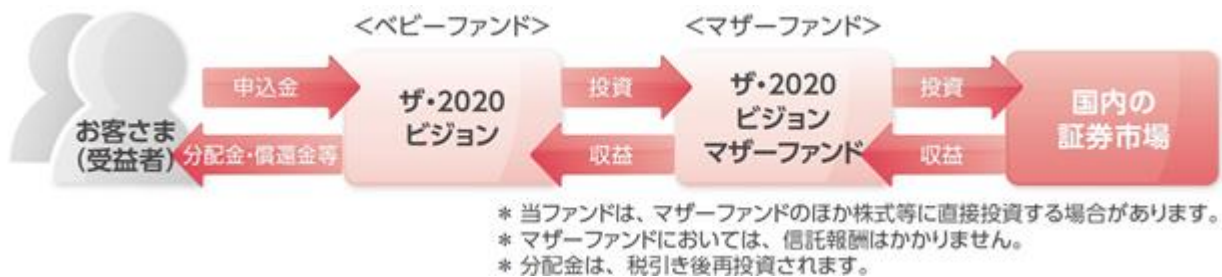 ＜ベビーファンド＞
＜マザーファンド＞
お客さま
(受益者)
申込金
分配金・償還金等
ザ・2020
ビジョン
投資
収益
ザ・2020
ビジョン
マザーファンド
投資
収益
国内の
証券市場
＊ 当ファンドは、マザーファンドのほか株式等に直接投資する場合があります。
＊ マザーファンドにおいては、信託報酬はかかりません。
＊ 分配金は、税引き後再投資されます。